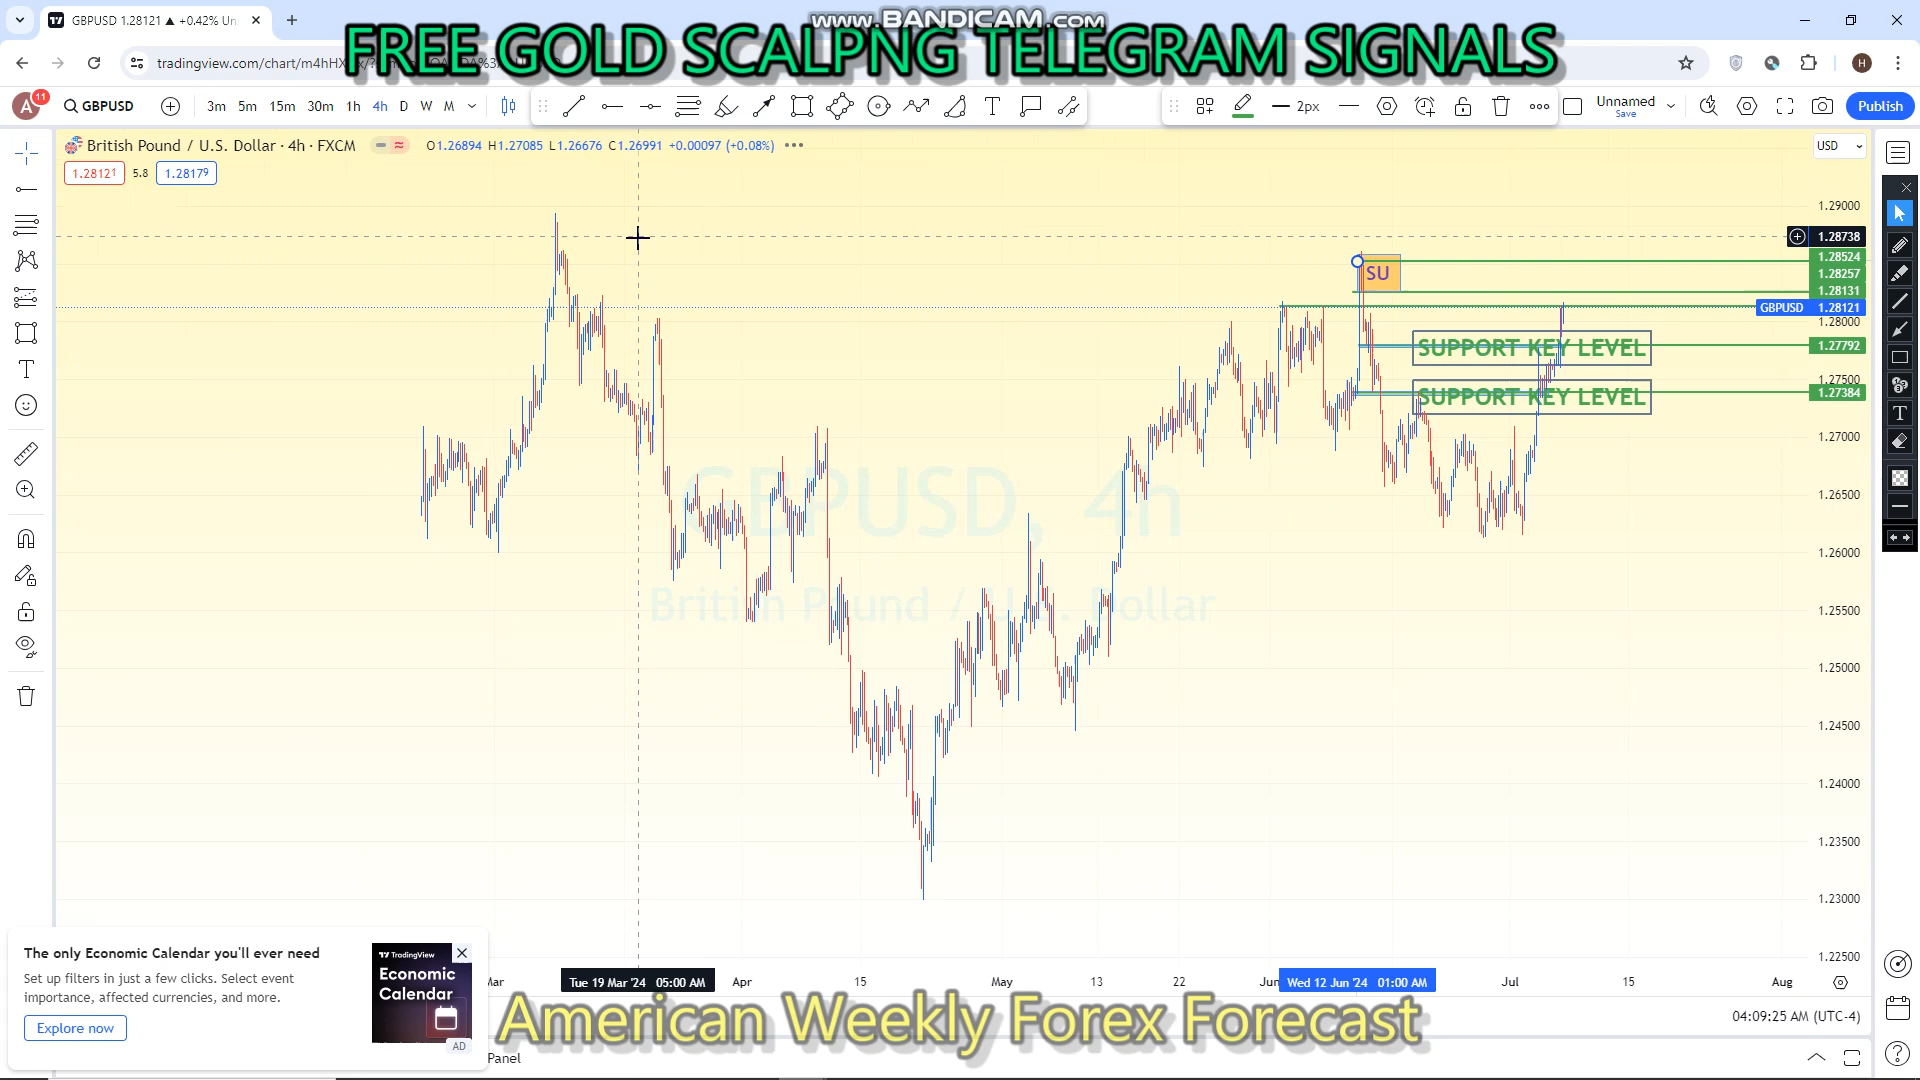 GBPUSD 1.28121 ▲ +0.42% Un
www.BANDICAM.com
FREE GOLD SCALPNG TELEGRAM SIGNALS
tradingview.com/chart/m4hHX
H
A 11
GBPUSD
3m 5m 15m 30m 1h 4h D W M
T
2px
Unnamed
Save
Publish
British Pound / U.S. Dollar · 4h · FXCM
O1.26894 H1.27085 L1.26676 C1.26991 +0.00097 (+0.08%)
USD
1.28121 5.8 1.28179
1.29000
1.28738
1.28524
SU
1.28257
1.28131
GBPUSD 1.28121
1.28000
SUPPORT KEY LEVEL
1.27792
1.27500
SUPPORT KEY LEVEL
1.27384
1.27000
GBPUSD, 4h
1.26500
1.26000
British Pound / U.S. Dollar
1.25500
1.25000
1.24500
1.24000
1.23500
1.23000
1.22500
The only Economic Calendar you'll ever need
Set up filters in just a few clicks. Select event
importance, affected currencies, and more.
Explore now
TradingView
Economic
Calendar
AD
Mar Tue 19 Mar '24 05:00 AM Apr 15 May 13 22 Jun Wed 12 Jun '24 01:00 AM Jul 15 Aug
American Weekly Forex Forecast
04:09:25 AM (UTC-4)
Panel